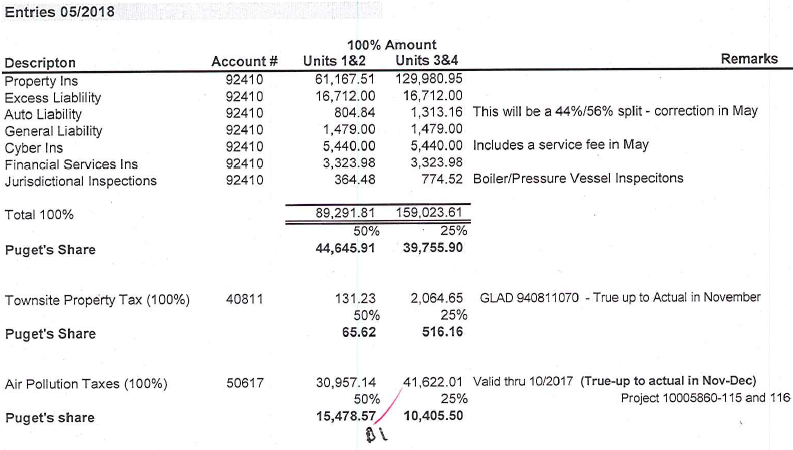 Entries 05/2018
100% Amount
Descripton Account # Units 1&2 Units 3&4 Remarks
Property Ins 92410 61,167.51 129,980.95
Excess Liablility 92410 16,712.00 16,712.00
Auto Liability 92410 804.84 1,313.16 This will be a 44%/56% split - correction in May
General Liability 92410 1,479.00 1,479.00
Cyber Ins 92410 5,440.00 5,440.00 Includes a service fee in May
Financial Services Ins 92410 3,323.98 3,323.98
Jurisdictional Inspections 92410 364.48 774.52 Boiler/Pressure Vessel Inspecitons
Total 100% 89,291.81 159,023.61
50% 25%
Puget's Share 44,645.91 39,755.90
Townsite Property Tax (100%) 40811 131.23 2,064.65 GLAD 940811070 - True up to Actual in November
50% 25%
Puget's Share 65.62 516.16
Air Pollution Taxes (100%) 50617 30,957.14 41,622.01 Valid thru 10/2017 (True-up to actual in Nov-Dec)
50% 25% Project 10005860-115 and 116
Puget's share 15,478.57 10,405.50